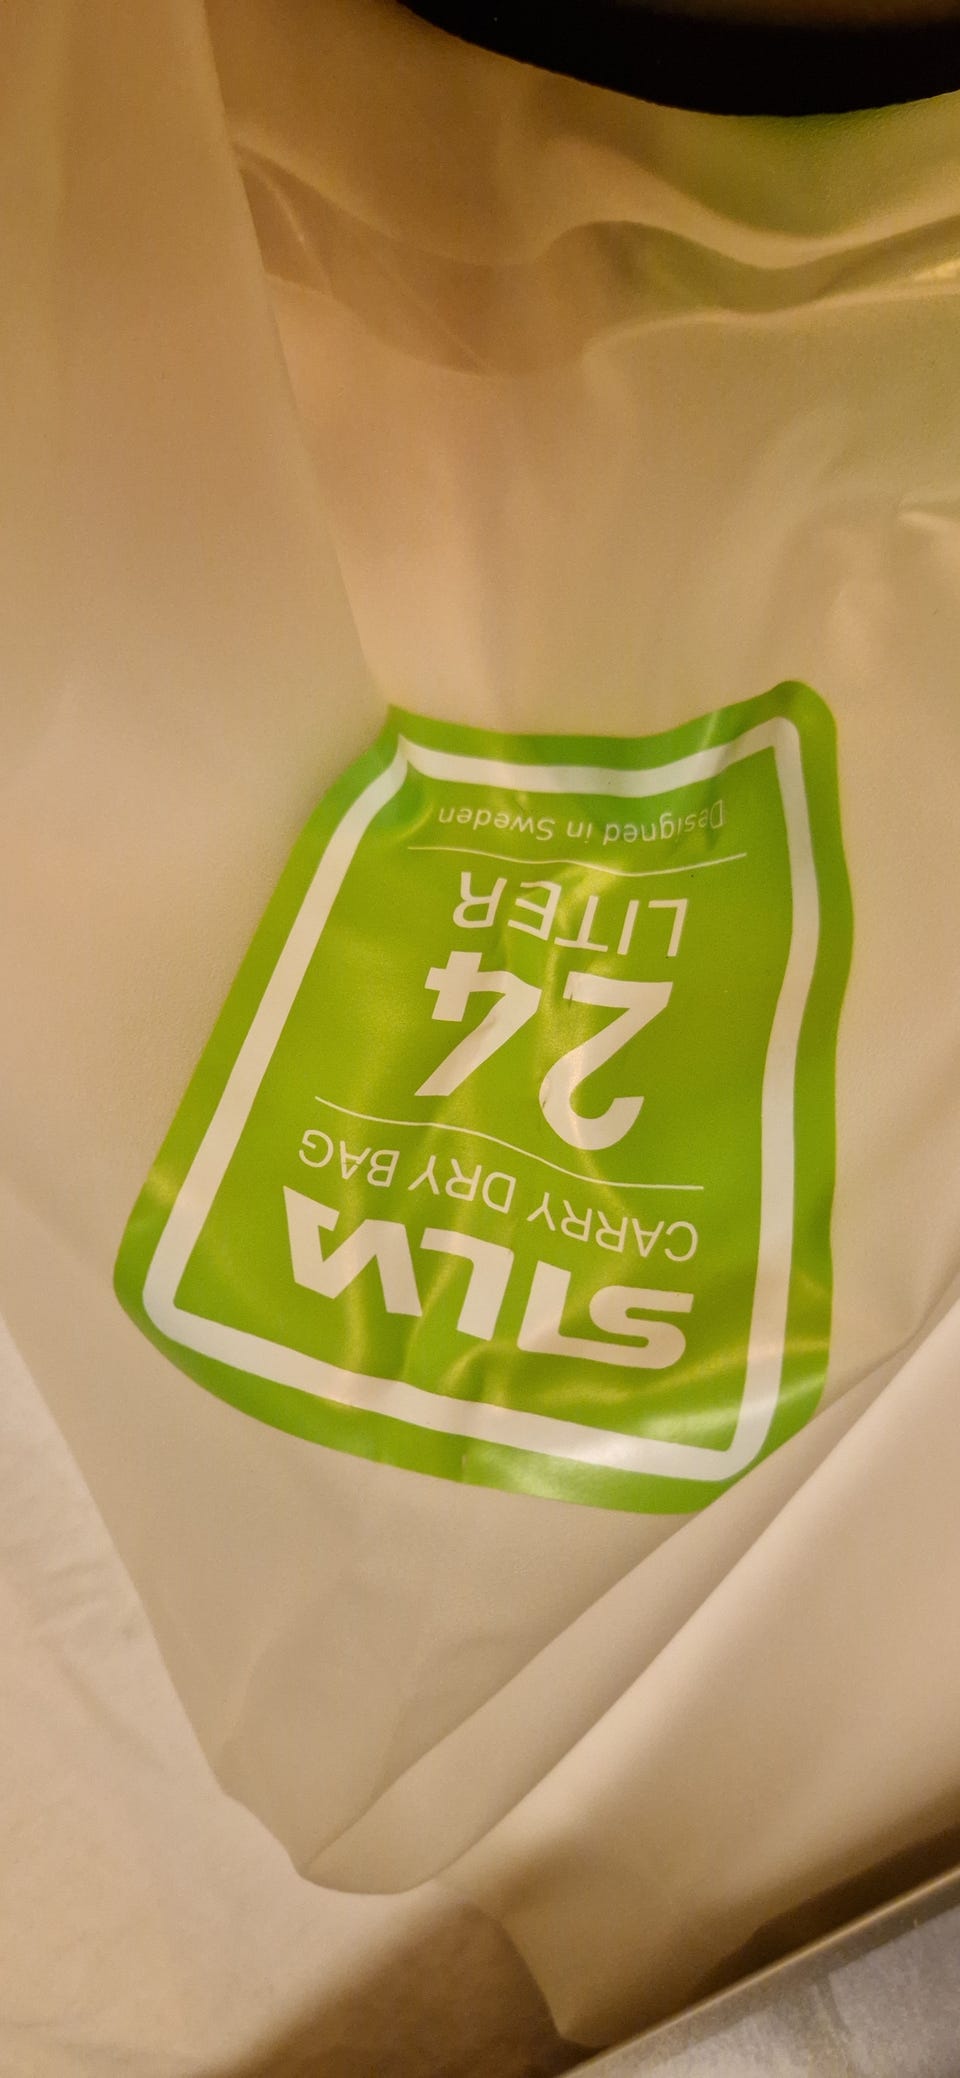 SILVA
CARRY DRY BAG
24
LITER
Designed in Sweden